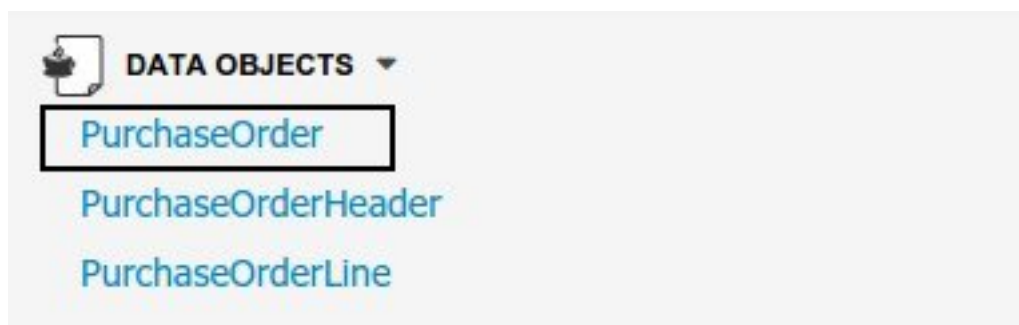 DATA OBJECTS
PurchaseOrder
PurchaseOrderHeader
PurchaseOrderLine